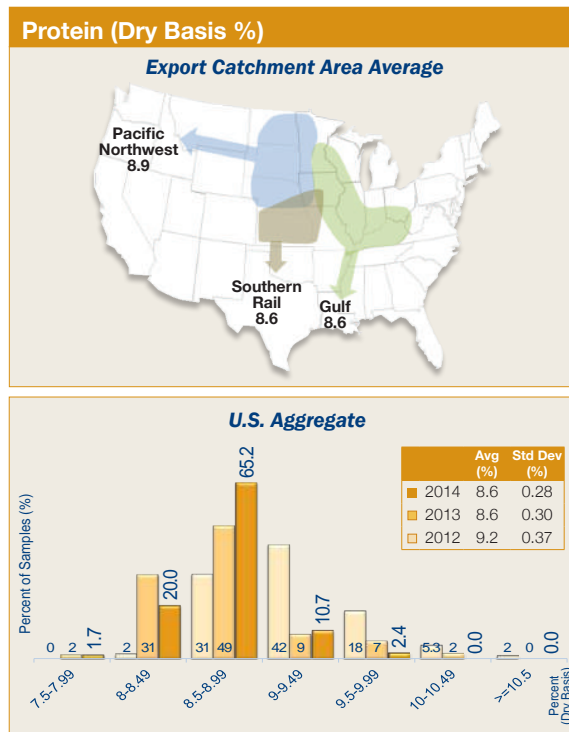 Protein (Dry Basis %)
Export Catchment Area Average
Pacific
Northwest
8.9
Southern
Rail
8.6
Gulf
8.6
U.S. Aggregate
Avg Std Dev
(%) (%)
2014 8.6 0.28
2013 8.6 0.30
2012 9.2 0.37
Percent of Samples (%)
0 2 1.7
2 31 20.0
31 49 65.2
42 9 10.7
18 7 2.4
5.3 2 0.0
2 0 0.0
7.5-7.99
8-8.49
8.5-8.99
9-9.49
9.5-9.99
10-10.49
>=10.5
Percent
(Dry Basis)